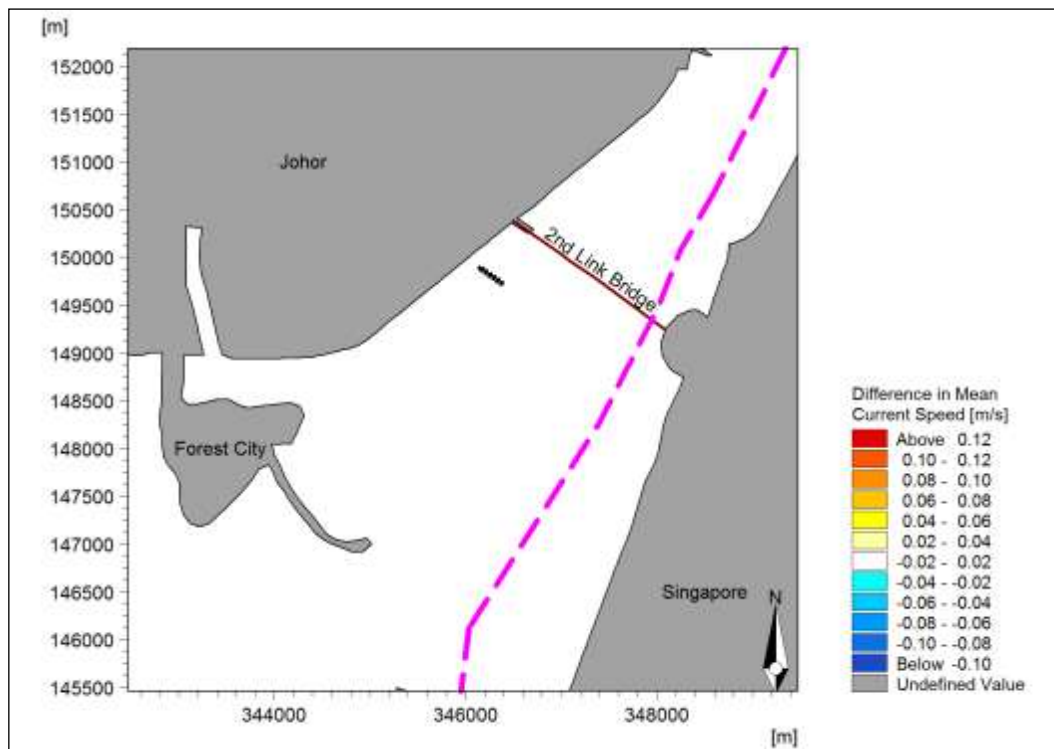 [m]
152000
151500
151000
150500
150000
149500
149000
148500
148000
147500
147000
146500
146000
145500
Johor
2nd Link Bridge
Forest City
Singapore
N
344000
346000
348000
[m]
Difference in Mean
Current Speed [m/s]
Above 0.12
0.10 - 0.12
0.08 - 0.10
0.06 - 0.08
0.04 - 0.06
0.02 - 0.04
-0.02 - 0.02
-0.04 - -0.02
-0.06 - -0.04
-0.08 - -0.06
-0.10 - -0.08
Below -0.10
Undefined Value